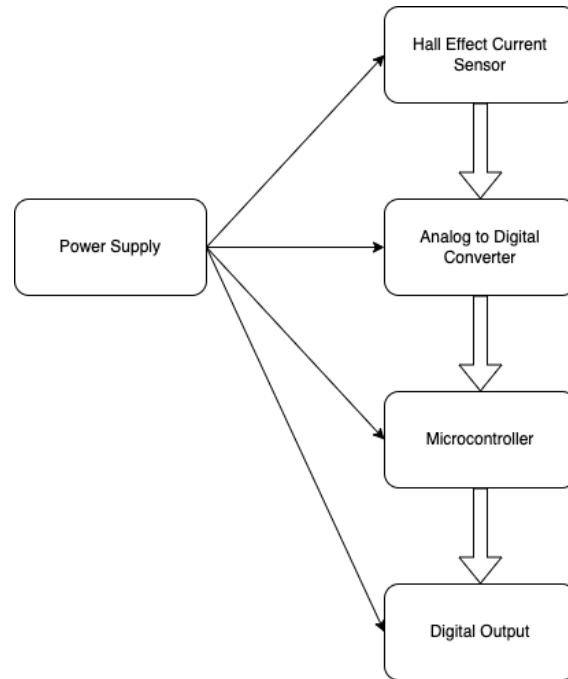 Hall Effect Current
Sensor
Power Supply
Analog to Digital
Converter
Microcontroller
Digital Output